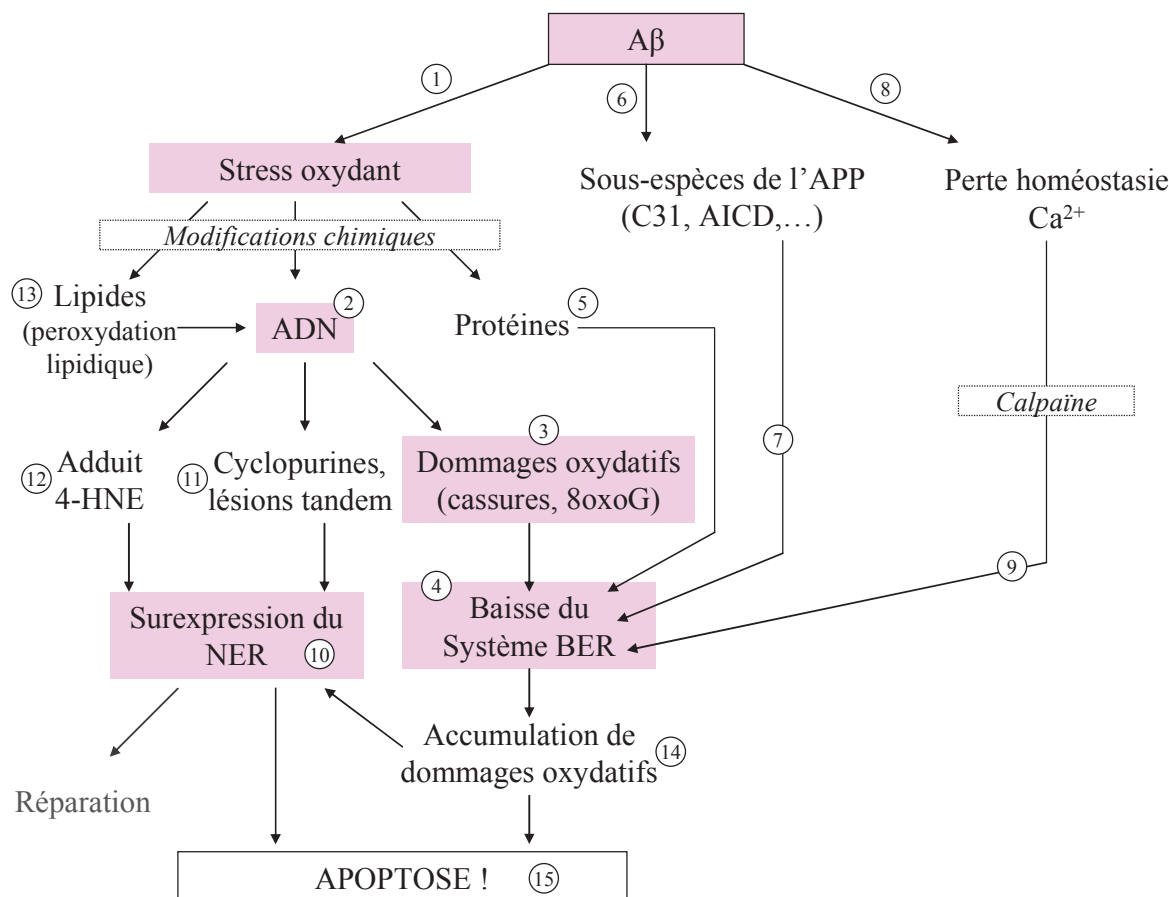 Aβ
①
⑥
⑧
Stress oxydant
Sous-espèces de l’APP
(C31, AICD,…)
Perte homéostasie
Ca²⁺
Modifications chimiques
⑬ Lipides
(peroxydation
lipidique)
②
ADN
Protéines ⑤
Calpaïne
③
⑦
⑫ Adduit
4-HNE
⑪ Cyclopurines,
lésions tandem
Dommages oxydatifs
(cassures, 8oxoG)
⑨
④ Baisse du
Système BER
Surexpression du
NER ⑩
Accumulation de
dommages oxydatifs ⑭
Réparation
APOPTOSE ! ⑮